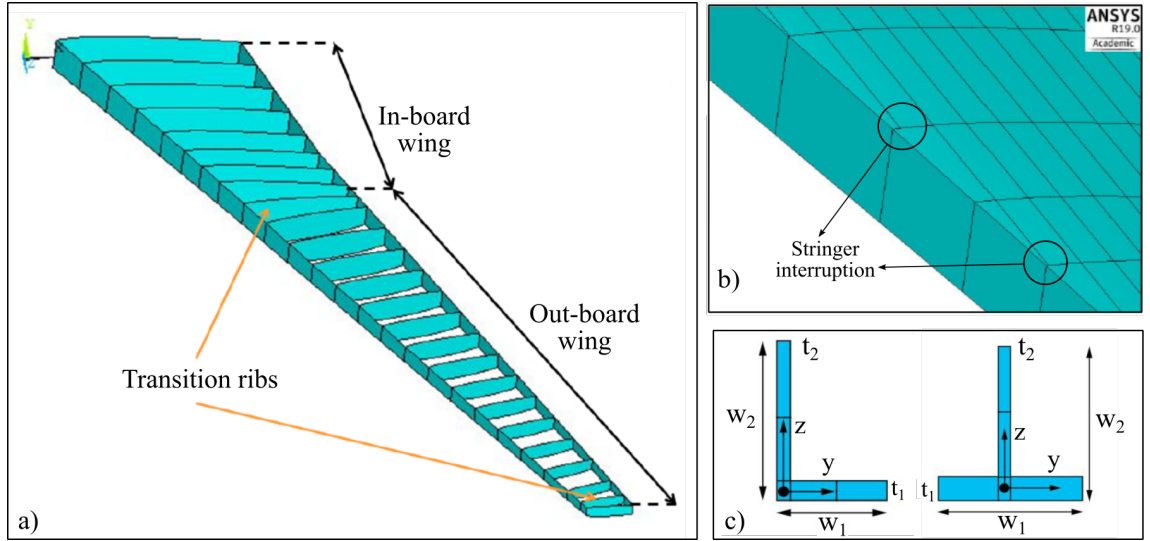 In-board
wing
Out-board
wing
Transition ribs
a)
ANSYS
R19.0
Academic
Stringer
interruption
b)
t₂
w₂
z
y
t₁
w₁
t₂
w₂
z
y
t₁
w₁
c)